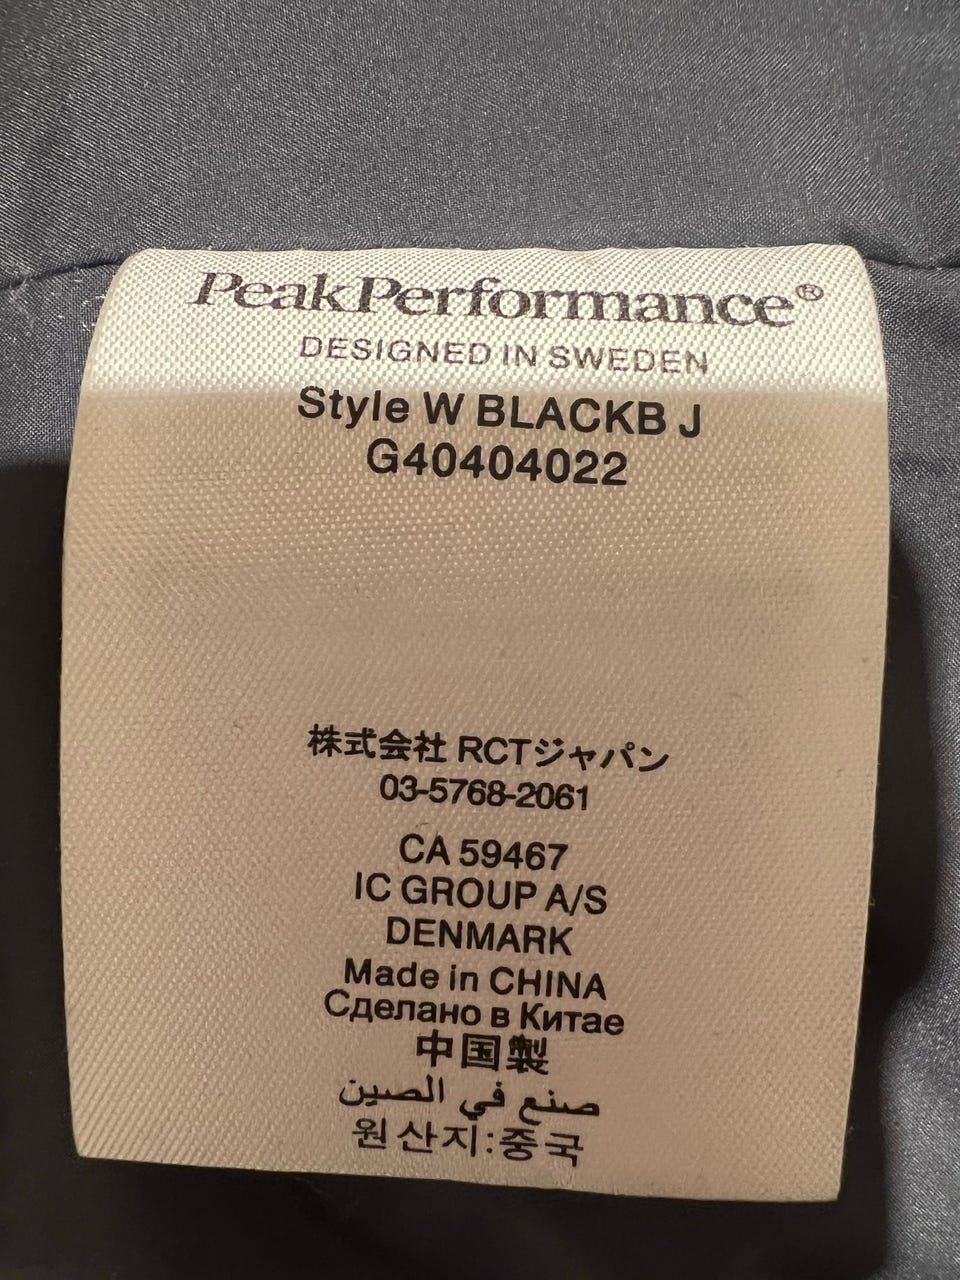 PeakPerformance®
DESIGNED IN SWEDEN
Style W BLACKB J
G40404022
株式会社 RCTジャパン
03-5768-2061
CA 59467
IC GROUP A/S
DENMARK
Made in CHINA
Сделано в Китае
中国製
صنع في الصين
원산지:중국